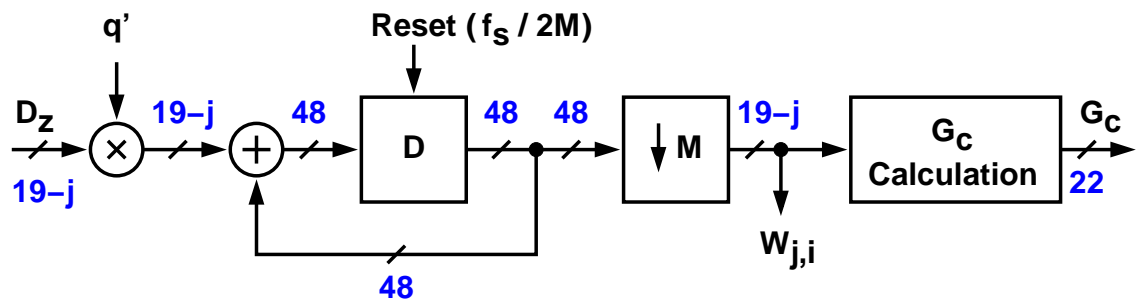 q’ Reset ( fs / 2M)
Dz 19−j 48 48 48 19−j Gc
× + D ↓ M Gc
Calculation
19−j 22
Wj,i
48